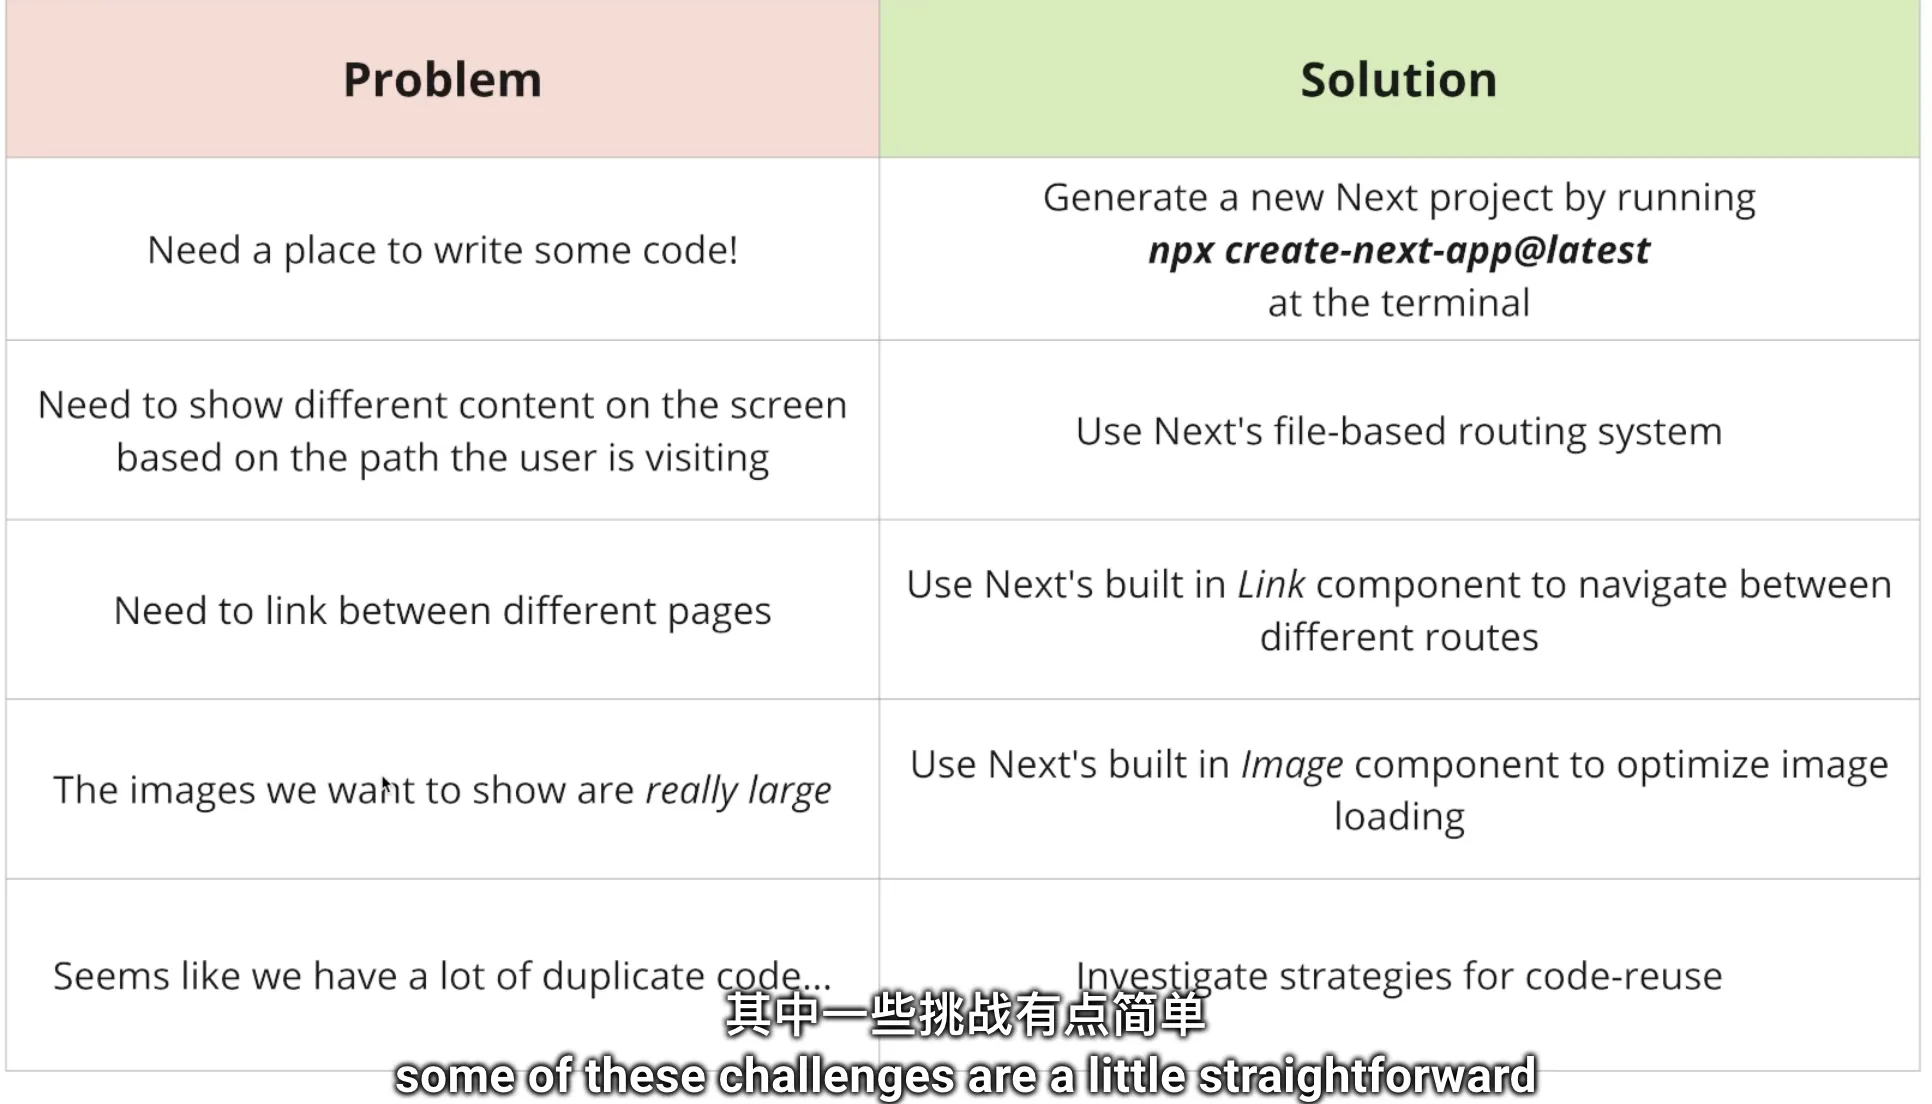 Problem
Solution
Need a place to write some code!
Generate a new Next project by running
npx create-next-app@latest
at the terminal
Need to show different content on the screen
based on the path the user is visiting
Use Next's file-based routing system
Need to link between different pages
Use Next's built in Link component to navigate between
different routes
The images we want to show are really large
Use Next's built in Image component to optimize image
loading
Seems like we have a lot of duplicate code...
Investigate strategies for code-reuse
其中一些挑战有点简单
some of these challenges are a little straightforward